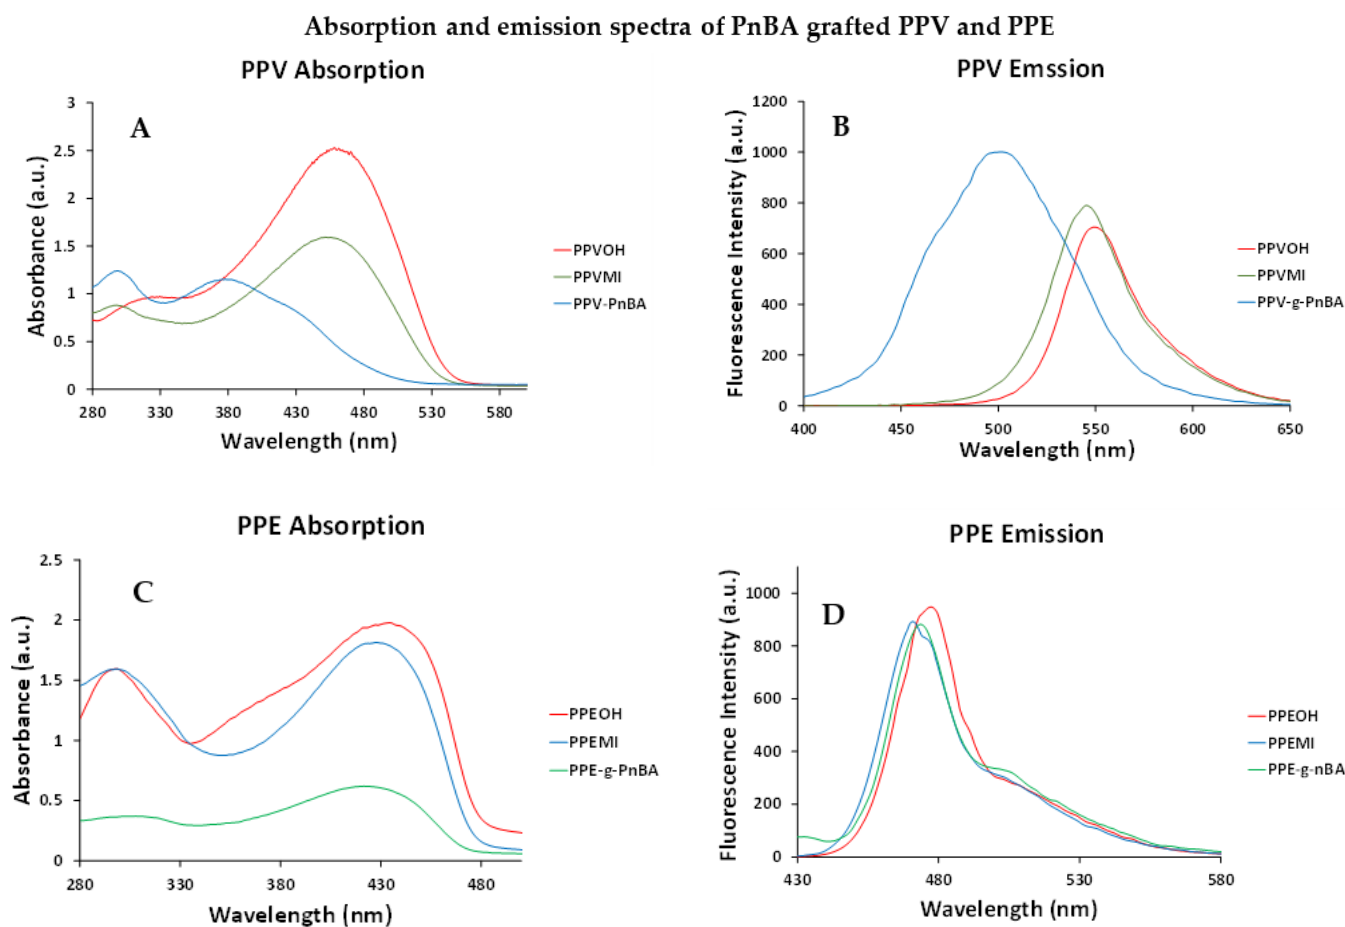 Absorption and emission spectra of PnBA grafted PPV and PPE
PPV Absorption
A
Absorbance (a.u.)
3
2.5
2
1.5
1
0.5
0
280 330 380 430 480 530 580
Wavelength (nm)
PPVOH
PPVMI
PPV-PnBA
PPV Emssion
B
Fluorescence Intensity (a.u.)
1200
1000
800
600
400
200
0
400 450 500 550 600 650
Wavelength (nm)
PPVOH
PPVMI
PPV-g-PnBA
PPE Absorption
C
Absorbance (a.u.)
2.5
2
1.5
1
0.5
0
280 330 380 430 480
Wavelength (nm)
PPEOH
PPEMI
PPE-g-PnBA
PPE Emission
D
Fluorescence Intensity (a.u.)
1000
800
600
400
200
0
430 480 530 580
Wavelength (nm)
PPEOH
PPEMI
PPE-g-nBA